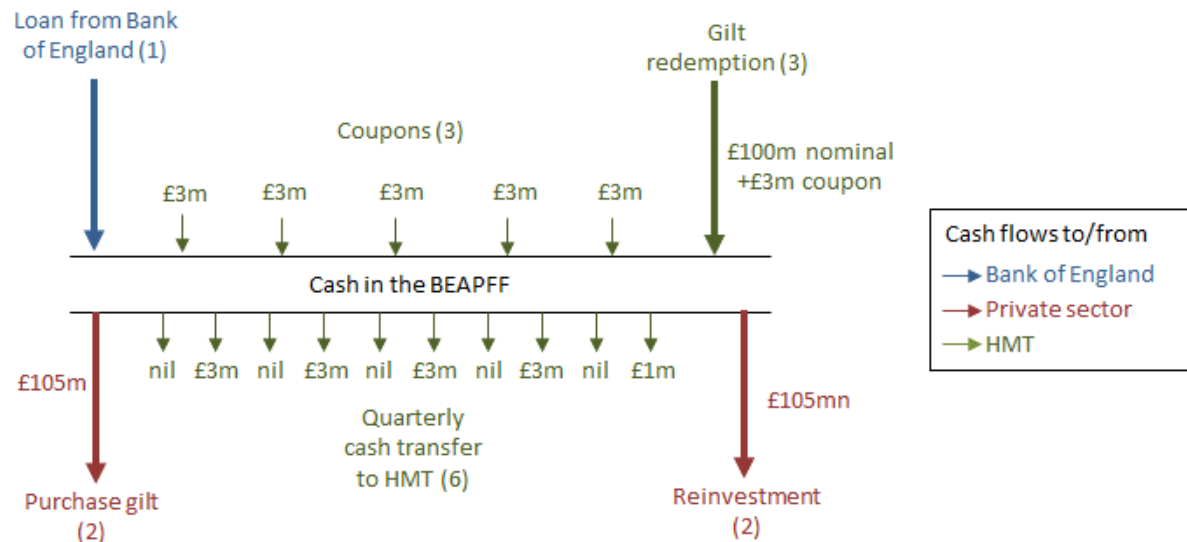 Loan from Bank
of England (1)
Gilt
redemption (3)
Coupons (3)
£100m nominal
+£3m coupon
£3m £3m £3m £3m £3m
Cash flows to/from
Bank of England
Private sector
HMT
Cash in the BEAPFF
nil £3m nil £3m nil £3m nil £3m nil £1m
£105m
£105mn
Quarterly
cash transfer
to HMT (6)
Purchase gilt
(2)
Reinvestment
(2)